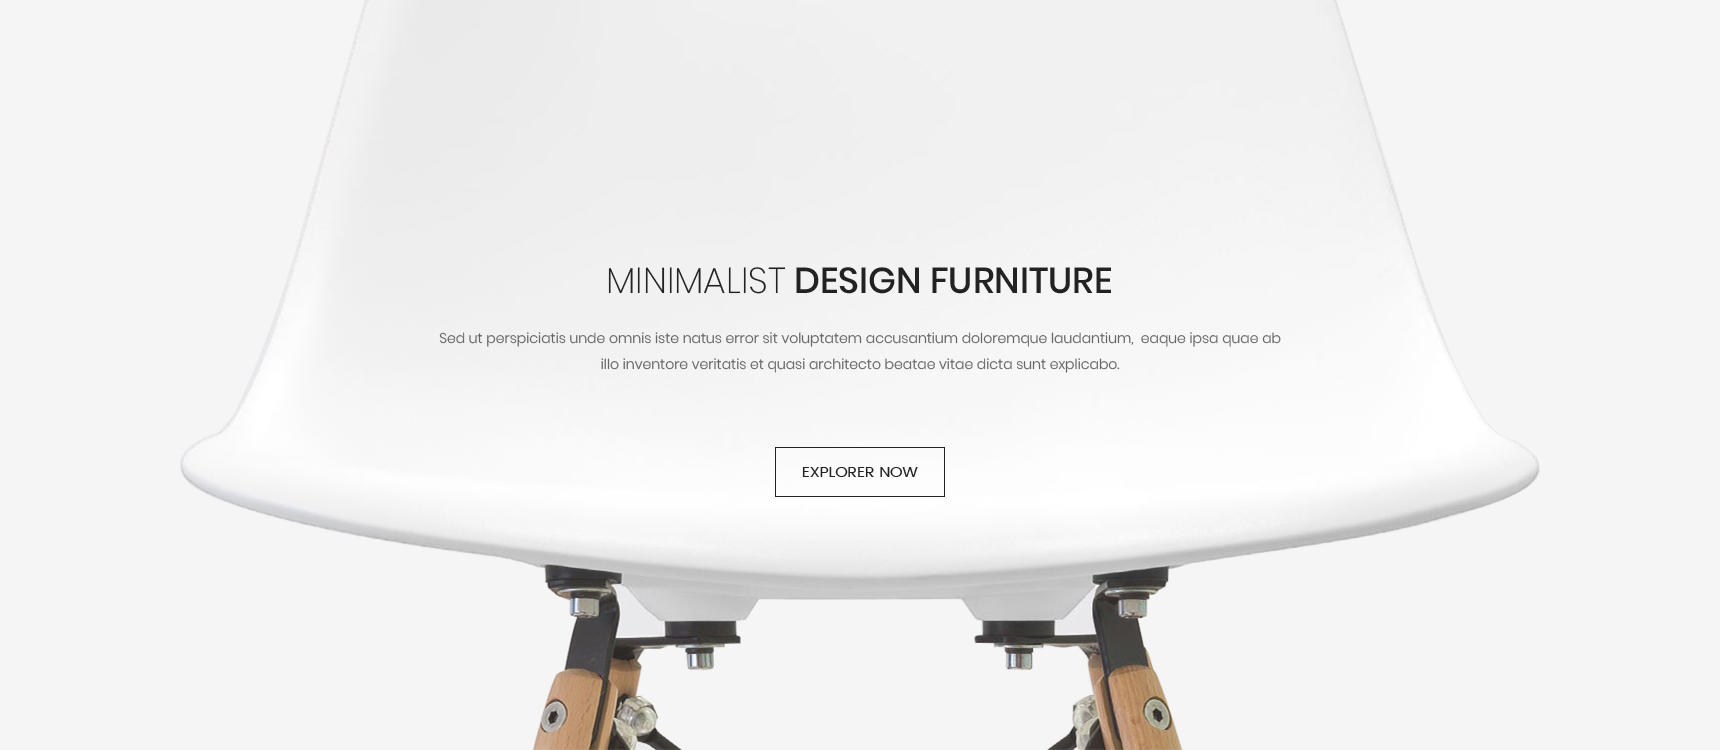 MINIMALIST DESIGN FURNITURE
Sed ut perspiciatis unde omnis iste natus error sit voluptatem accusantium doloremque laudantium,  eaque ipsa quae ab
illo inventore veritatis et quasi architecto beatae vitae dicta sunt explicabo.
EXPLORER NOW